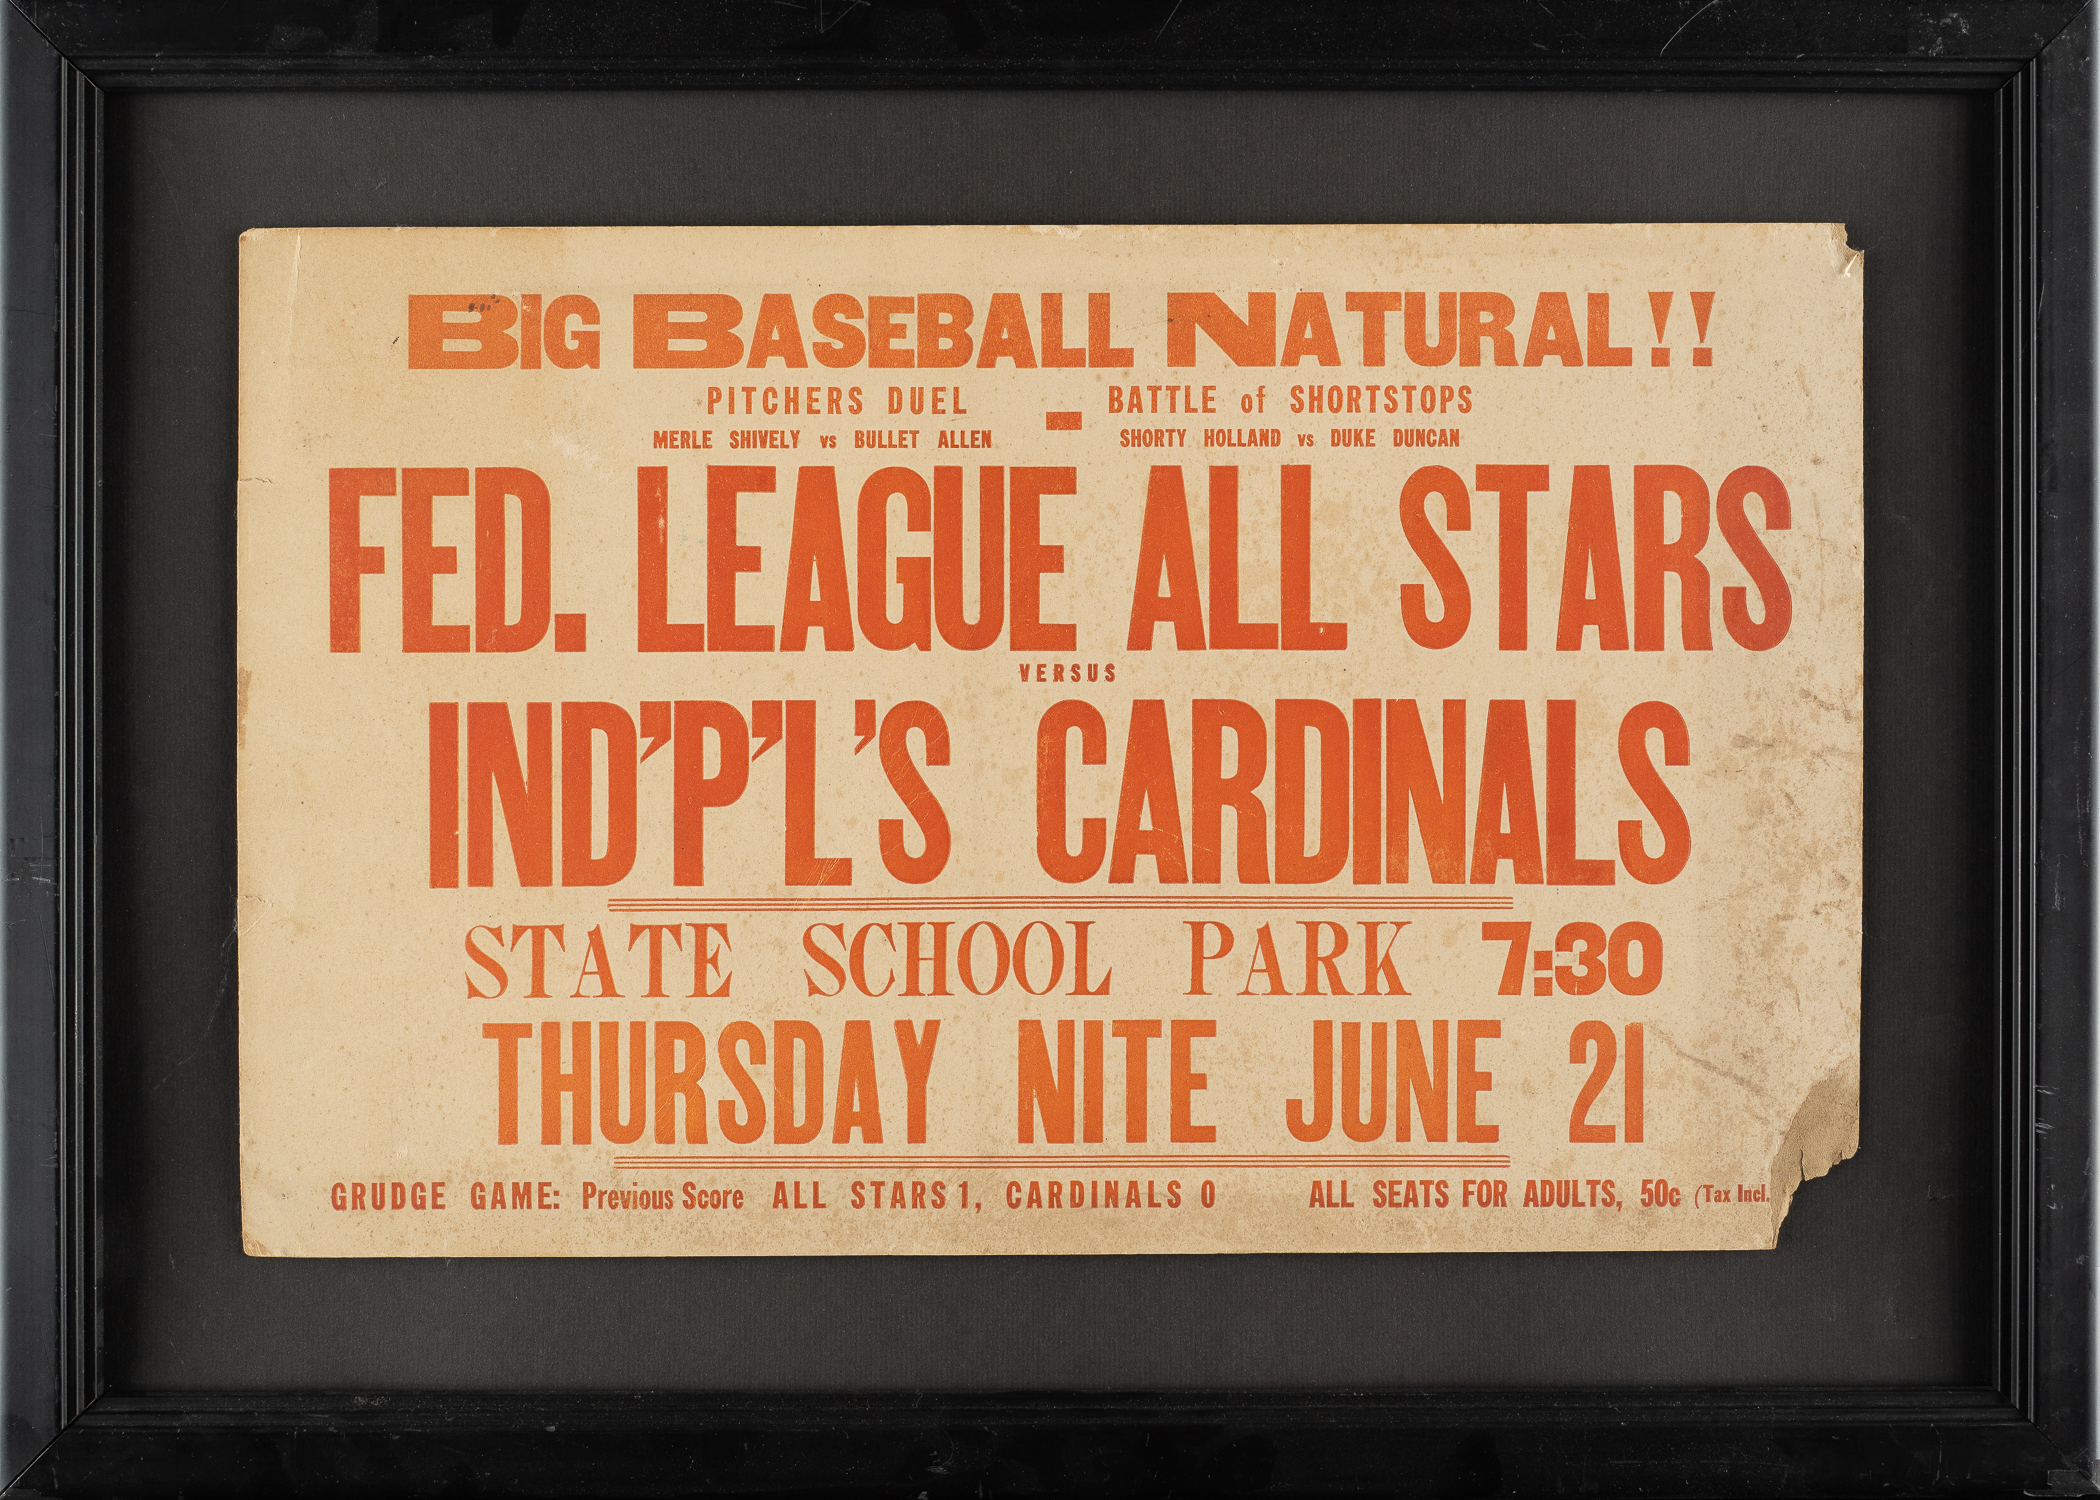 BIG BASEBALL NATURAL!!
PITCHERS DUEL - BATTLE of SHORTSTOPS
MERLE SHIVELY vs BULLET ALLEN SHORTY HOLLAND vs DUKE DUNCAN
FED. LEAGUE ALL STARS
VERSUS
IND'P'L'S CARDINALS
STATE SCHOOL PARK 7:30
THURSDAY NITE JUNE 21
GRUDGE GAME: Previous Score ALL STARS 1, CARDINALS 0 ALL SEATS FOR ADULTS, 50c (Tax Incl.